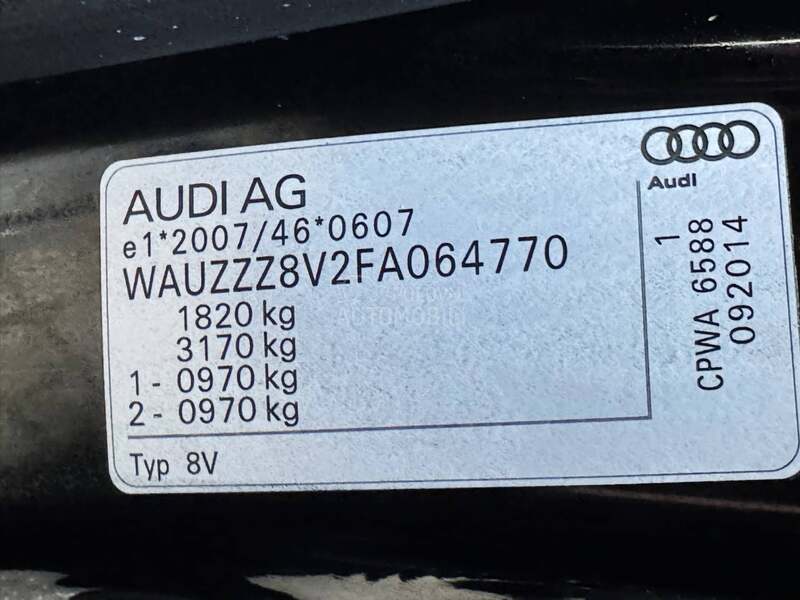 Audi
AUDI AG
e1*2007/46*0607
WAUZZZ8V2FA064770
1820 kg
3170 kg
1- 0970 kg
2- 0970 kg
Typ 8V
1
CPWA 6588
092014
AUTOMOBILI